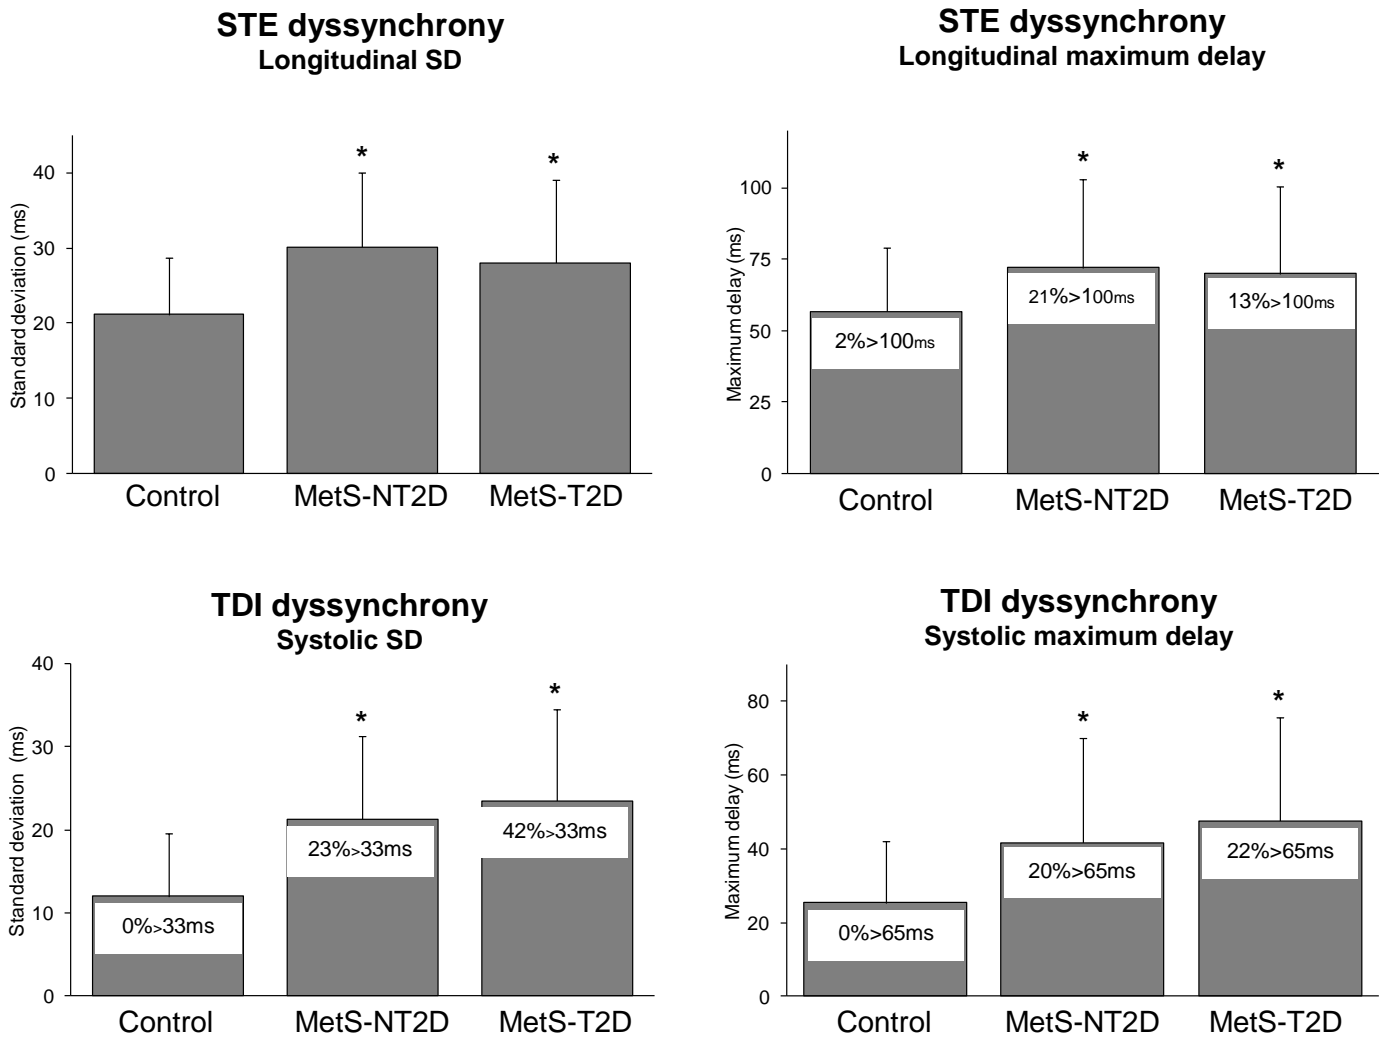 STE dyssynchrony
Longitudinal SD
Standard deviation (ms)
40
30
20
10
0
*
*
Control
MetS-NT2D
MetS-T2D
STE dyssynchrony
Longitudinal maximum delay
Maximum delay (ms)
100
75
50
25
0
*
*
2%>100ms
21%>100ms
13%>100ms
Control
MetS-NT2D
MetS-T2D
TDI dyssynchrony
Systolic SD
Standard deviation (ms)
40
30
20
10
0
*
*
0%>33ms
23%>33ms
42%>33ms
Control
MetS-NT2D
MetS-T2D
TDI dyssynchrony
Systolic maximum delay
Maximum delay (ms)
80
60
40
20
0
*
*
0%>65ms
20%>65ms
22%>65ms
Control
MetS-NT2D
MetS-T2D